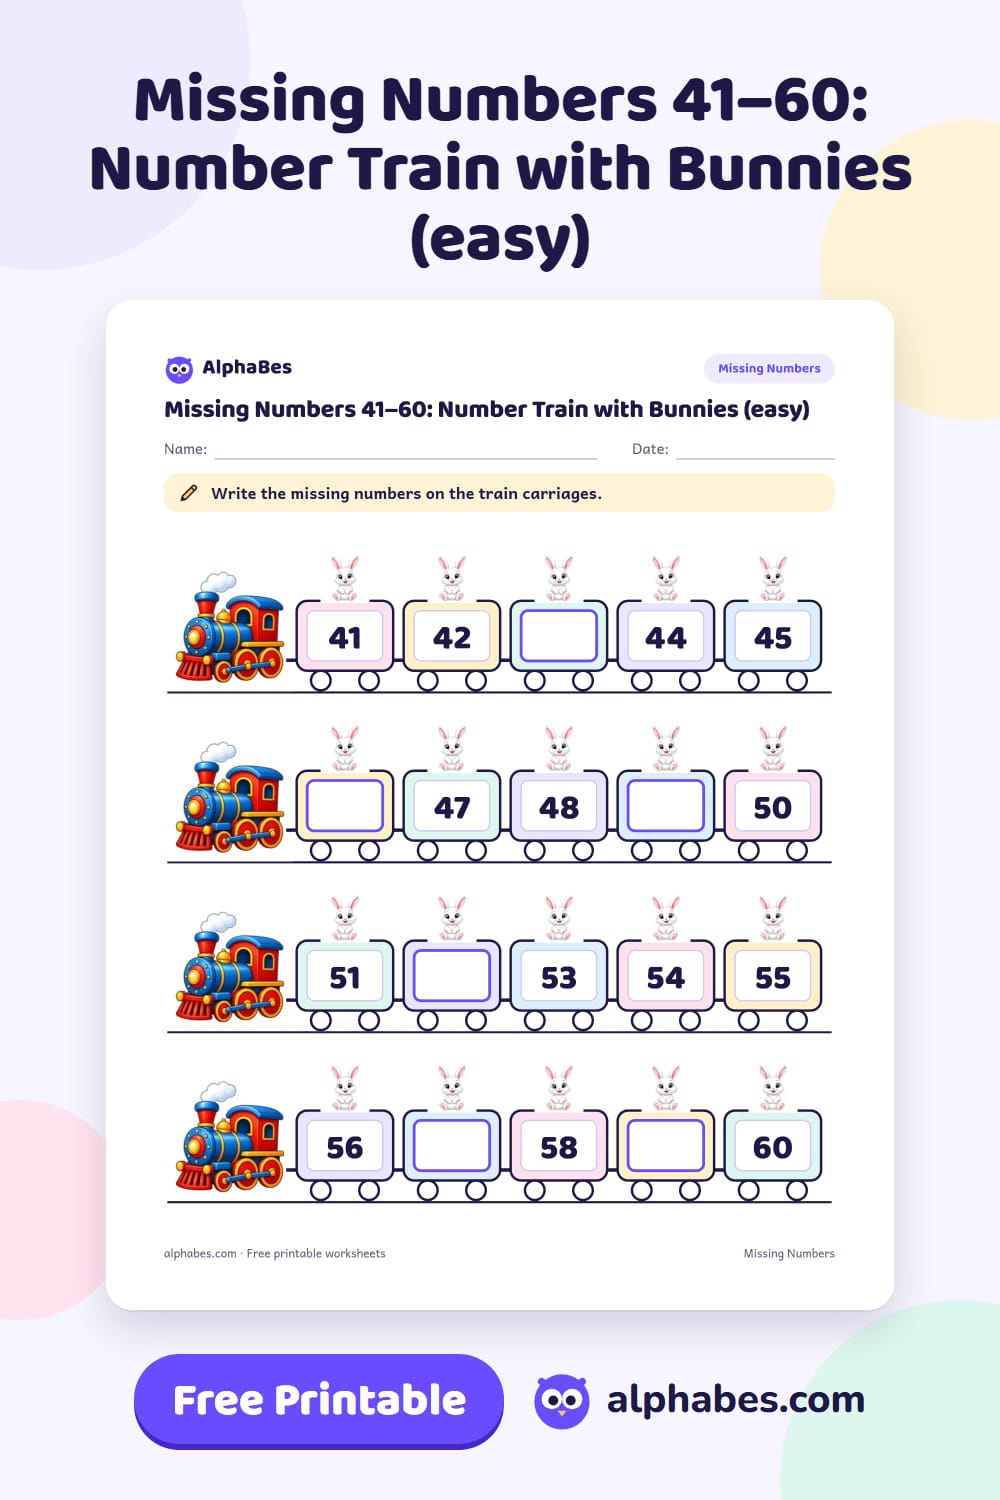 Missing Numbers 41–60:
Number Train with Bunnies
(easy)
AlphaBes
Missing Numbers
Missing Numbers 41–60: Number Train with Bunnies (easy)
Name:
Date:
Write the missing numbers on the train carriages.
41 42 44 45
47 48 50
51 53 54 55
56 58 60
alphabes.com · Free printable worksheets
Missing Numbers
Free Printable
alphabes.com